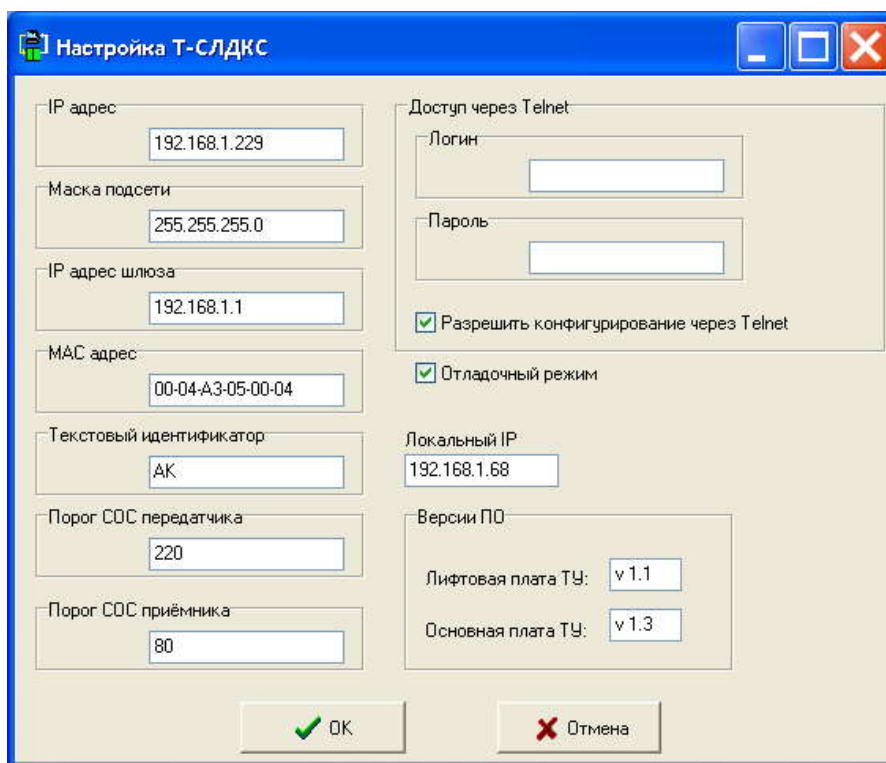 Настройка Т-СЛДКС
IP адрес
192.168.1.229
Маска подсети
255.255.255.0
IP адрес шлюза
192.168.1.1
MAC адрес
00-04-A3-05-00-04
Текстовый идентификатор
АК
Порог СОС передатчика
220
Порог СОС приёмника
80
Доступ через Telnet
Логин
Пароль
Разрешить конфигурирование через Telnet
Отладочный режим
Локальный IP
192.168.1.68
Версии ПО
Лифтовая плата ТУ: v 1.1
Основная плата ТУ: v 1.3
OK
Отмена